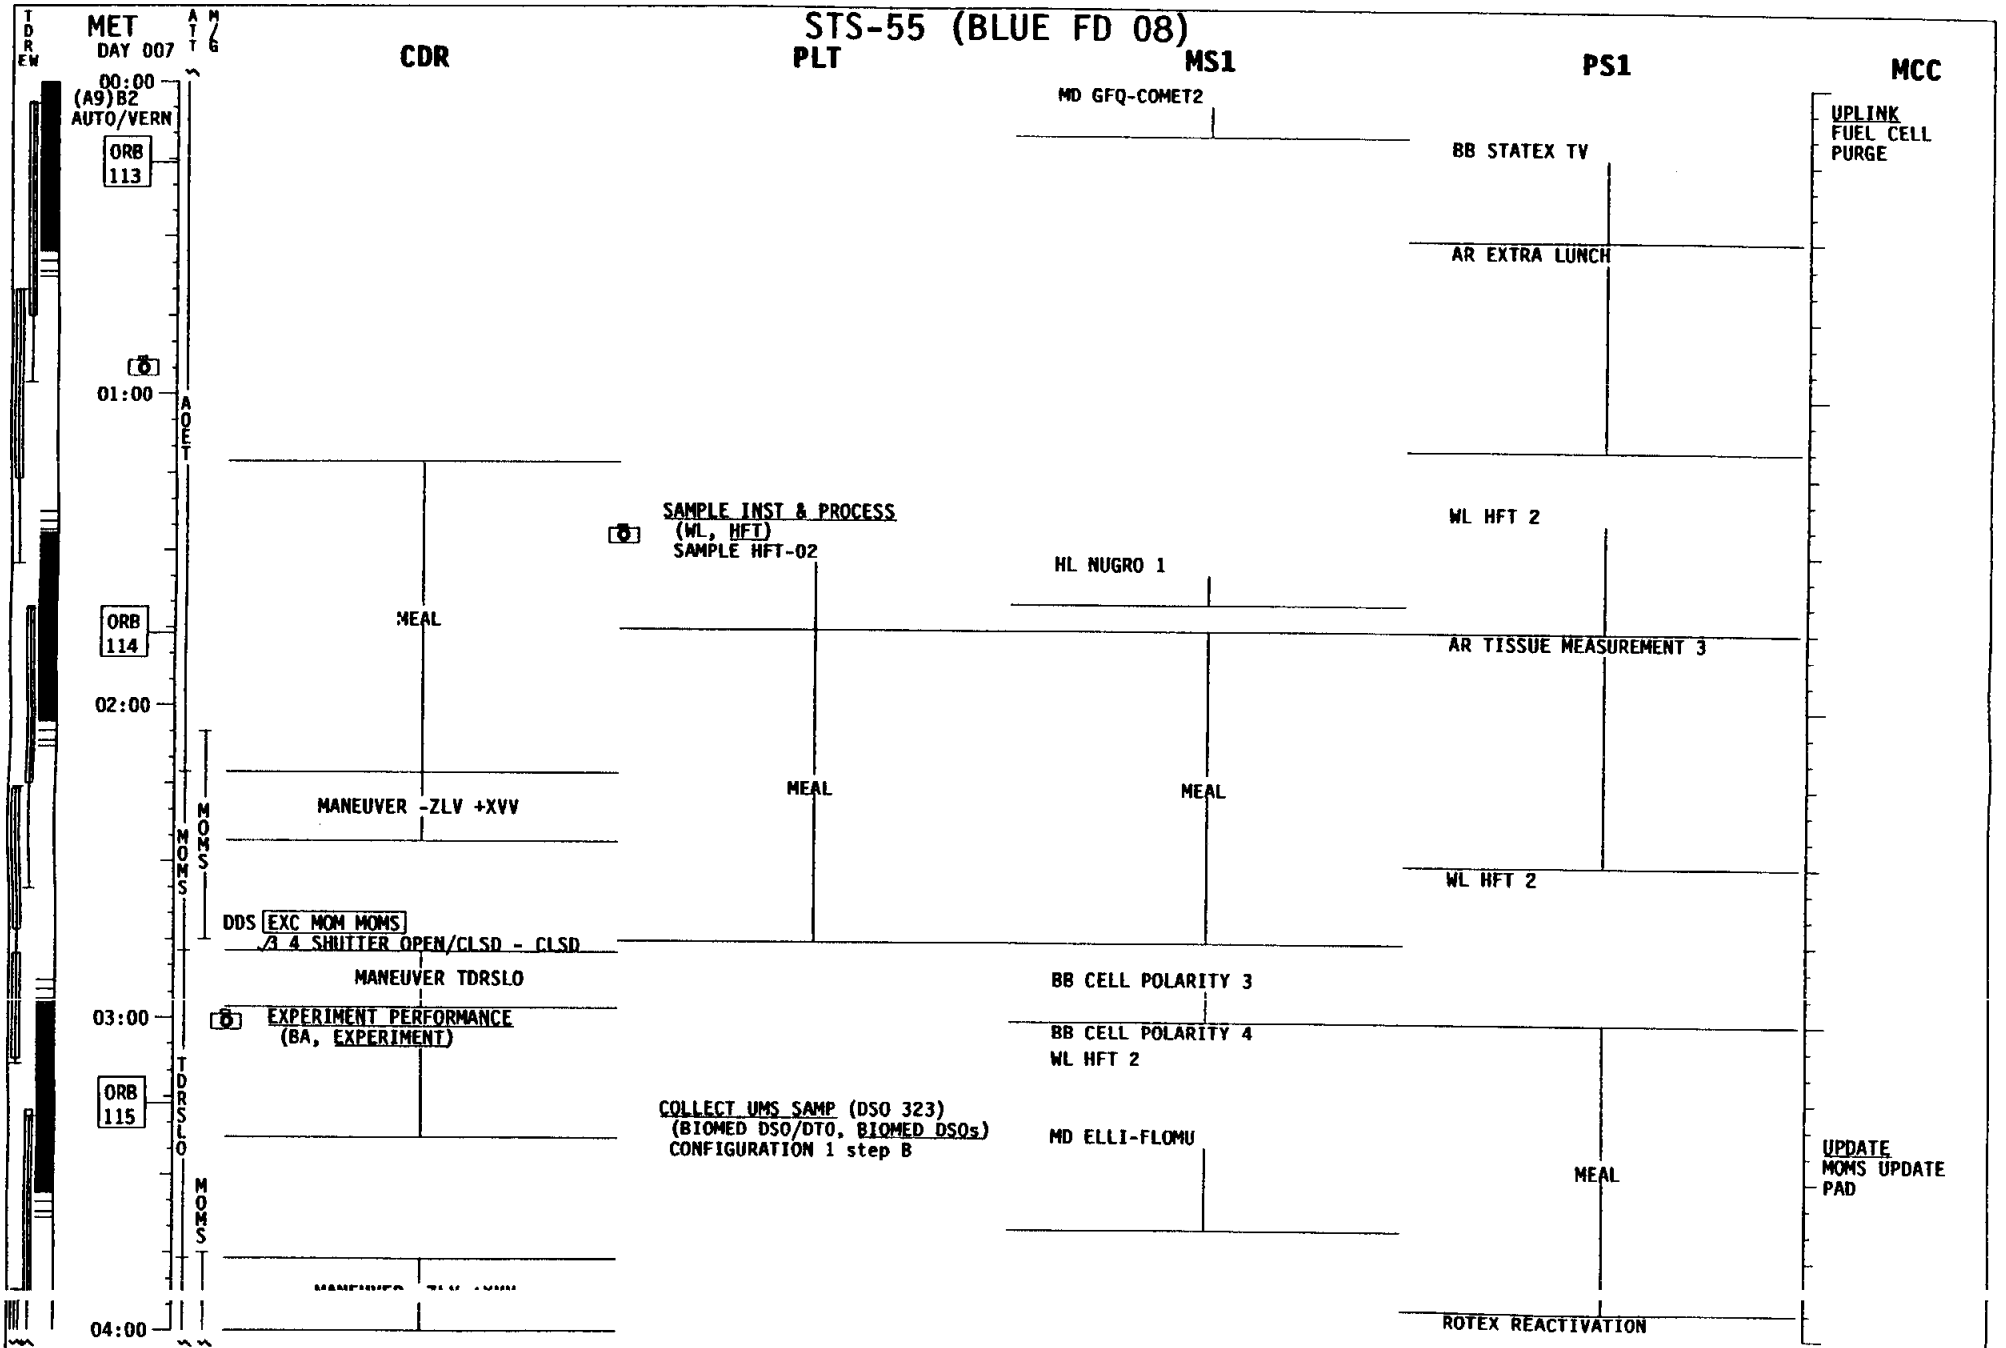 STS-55 (BLUE FD 08)
TDRS
EW
MET
DAY 007
ATT
M/G
CDR
PLT
MS1
PS1
MCC
00:00
(A9)B2
AUTO/VERN
ORB
113
01:00
ORB
114
02:00
03:00
ORB
115
04:00
AOET
MOMS
MOMS
TDRSLO
MOMS
MEAL
MANEUVER -ZLV +XVV
DDS EXC MOM MOMS
√3 4 SHUTTER OPEN/CLSD - CLSD
MANEUVER TDRSLO
EXPERIMENT PERFORMANCE
(BA, EXPERIMENT)
SAMPLE INST & PROCESS
(WL, HFT)
SAMPLE HFT-02
MEAL
COLLECT UMS SAMP (DSO 323)
(BIOMED DSO/DTO, BIOMED DSOs)
CONFIGURATION 1 step B
MD GFQ-COMET2
HL NUGRO 1
MEAL
BB CELL POLARITY 3
BB CELL POLARITY 4
WL HFT 2
MD ELLI-FLOMU
BB STATEX TV
AR EXTRA LUNCH
WL HFT 2
AR TISSUE MEASUREMENT 3
WL HFT 2
MEAL
ROTEX REACTIVATION
UPLINK
FUEL CELL
PURGE
UPDATE
MOMS UPDATE
PAD